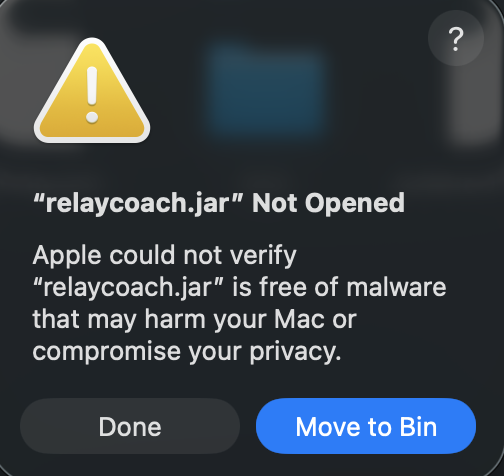 ?
“relaycoach.jar” Not Opened
Apple could not verify
“relaycoach.jar” is free of malware
that may harm your Mac or
compromise your privacy.
Done
Move to Bin